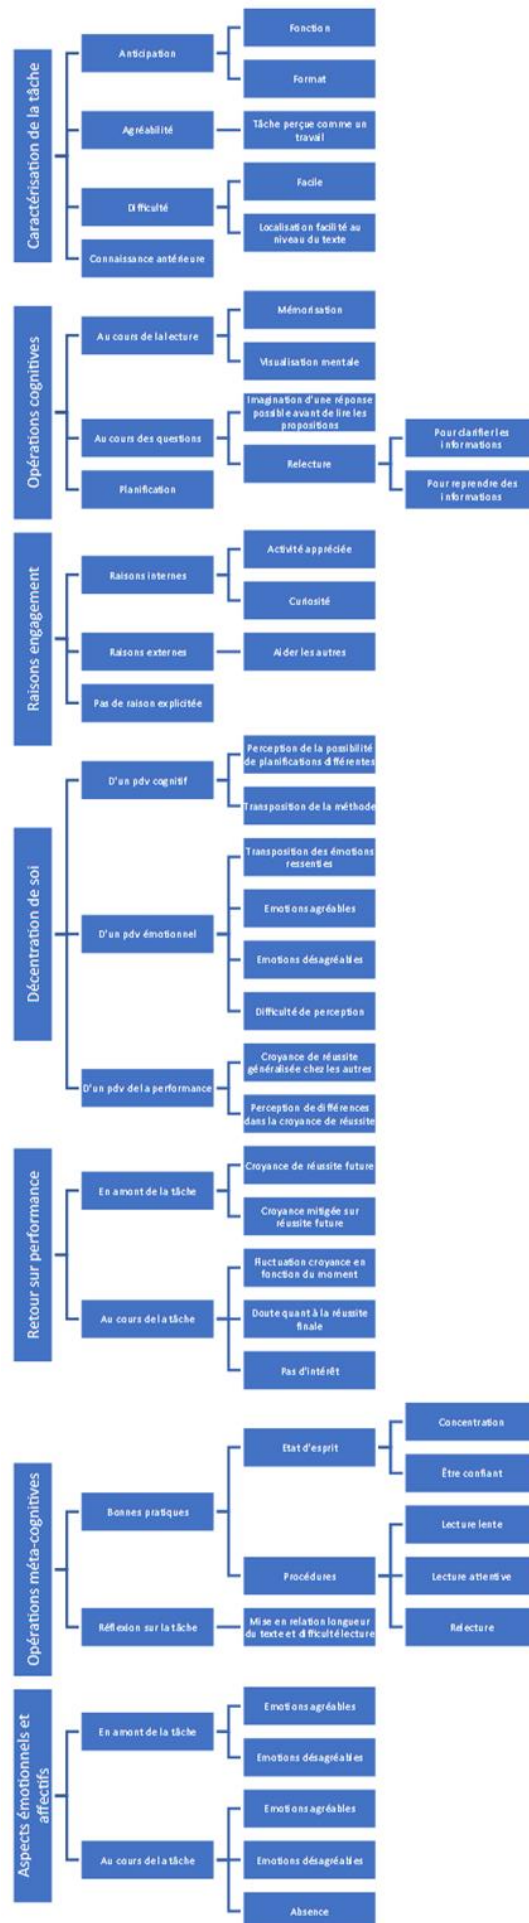 Caractérisation de la tâche
Anticipation
Fonction
Format
Agréabilité
Tâche perçue comme un
travail
Difficulté
Facile
Localisation facilité au
niveau du texte
Connaissance antérieure
Opérations cognitives
Au cours de la lecture
Mémorisation
Visualisation mentale
Au cours des questions
Imagination d'une réponse
possible avant de lire les
propositions
Relecture
Pour clarifier les
informations
Pour reprendre des
informations
Planification
Raisons engagement
Raisons internes
Activité appréciée
Curiosité
Raisons externes
Aider les autres
Pas de raison explicitée
Décentration de soi
D'un pdv cognitif
Perception de la possibilité
de planifications différentes
Transposition de la méthode
D'un pdv émotionnel
Transposition des émotions
ressenties
Emotions agréables
Emotions désagréables
Difficulté de perception
D'un pdv de la performance
Croyance de réussite
généralisée chez les autres
Perception de différences
dans la croyance de réussite
Retour sur performance
En amont de la tâche
Croyance de réussite future
Croyance mitigée sur
réussite future
Au cours de la tâche
Fluctuation croyance en
fonction du moment
Doute quant à la réussite
finale
Pas d'intérêt
Opérations méta-cognitives
Bonnes pratiques
Etat d'esprit
Concentration
Être confiant
Procédures
Lecture lente
Lecture attentive
Relecture
Réflexion sur la tâche
Mise en relation longueur
du texte et difficulté lecture
Aspects émotionnels et
affectifs
En amont de la tâche
Emotions agréables
Emotions désagréables
Au cours de la tâche
Emotions agréables
Emotions désagréables
Absence